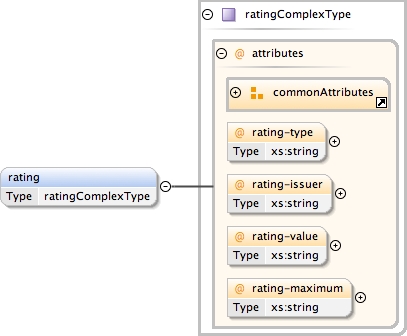 ratingComplexType
@ attributes
commonAttributes
@ rating-type
Type xs:string
@ rating-issuer
Type xs:string
rating
Type ratingComplexType
@ rating-value
Type xs:string
@ rating-maximum
Type xs:string